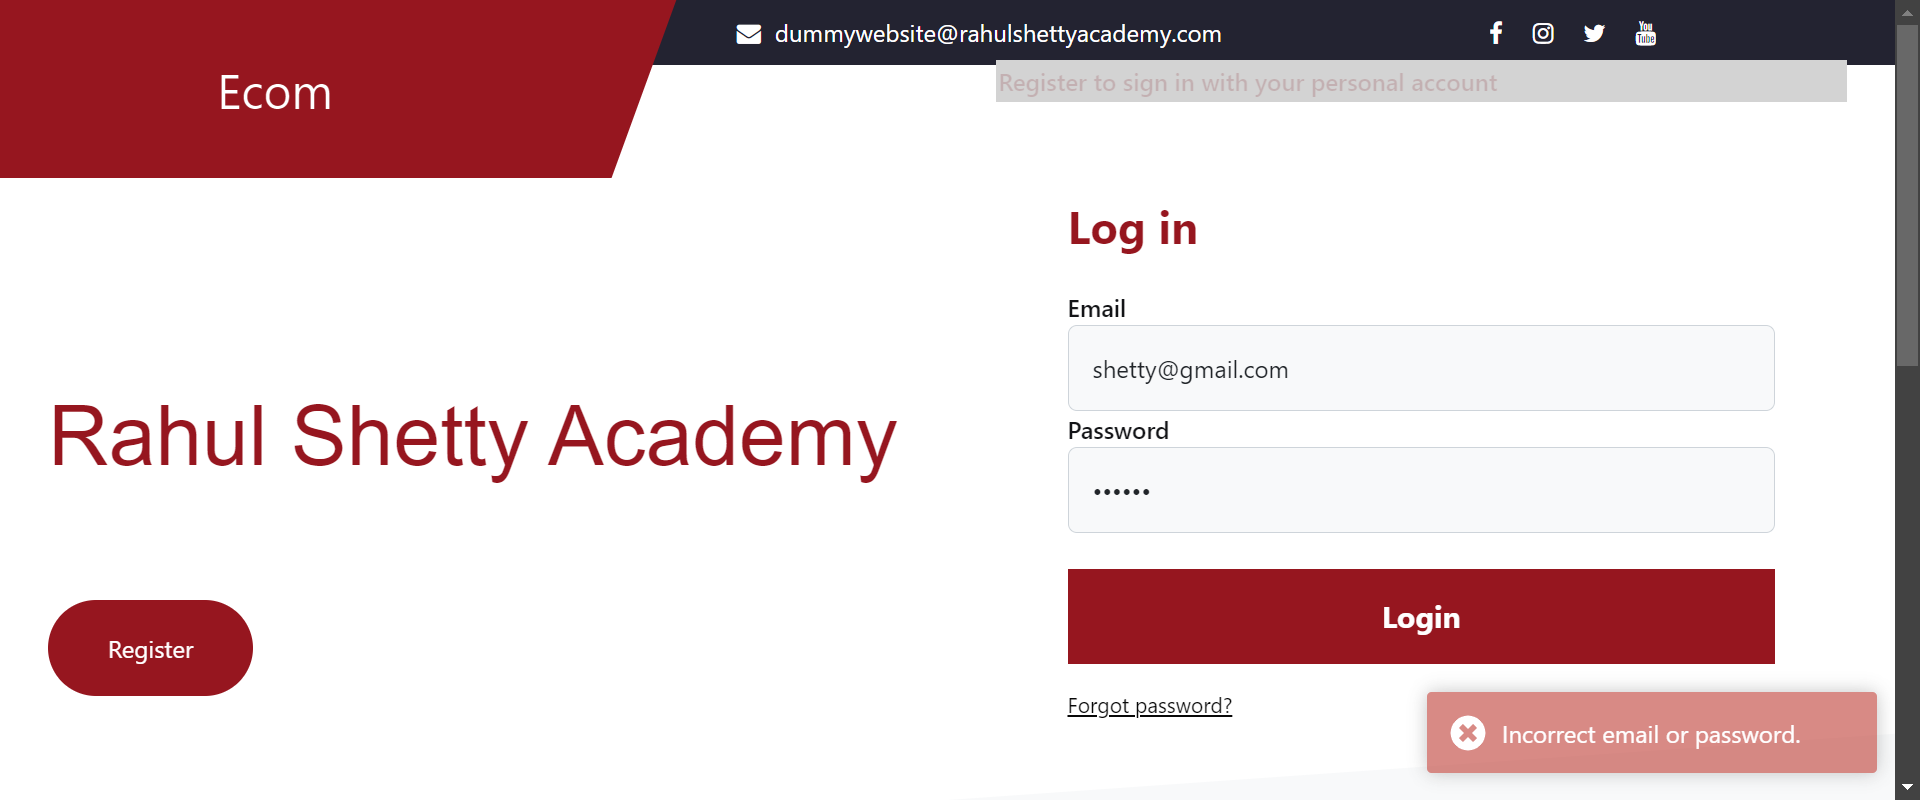 Ecom
dummywebsite@rahulshettyacademy.com
You
Tube
Register to sign in with your personal account
Rahul Shetty Academy
Register
Log in
Email
shetty@gmail.com
Password
••••••
Login
Forgot password?
Incorrect email or password.